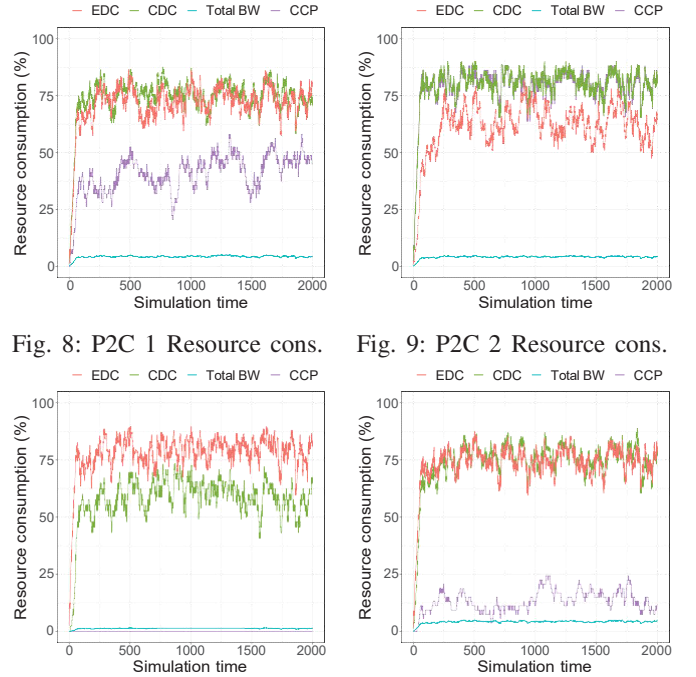 EDC CDC Total BW CCP
100
75
50
25
0
Resource consumption (%)
0 500 1000 1500 2000
Simulation time
Fig. 8: P2C 1 Resource cons.
EDC CDC Total BW CCP
100
75
50
25
0
Resource consumption (%)
0 500 1000 1500 2000
Simulation time
Fig. 9: P2C 2 Resource cons.
EDC CDC Total BW CCP
100
75
50
25
0
Resource consumption (%)
0 500 1000 1500 2000
Simulation time
EDC CDC Total BW CCP
100
75
50
25
0
Resource consumption (%)
0 500 1000 1500 2000
Simulation time